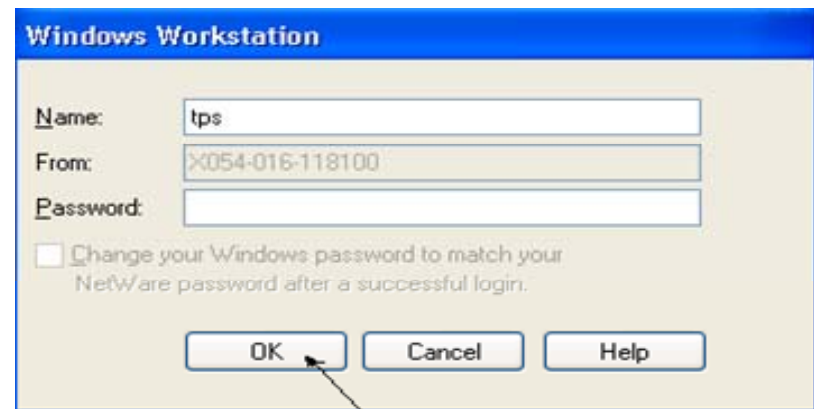 Windows Workstation
Name: tps
From: X054-016-118100
Password:
Change your Windows password to match your
NetWare password after a successful login.
OK Cancel Help